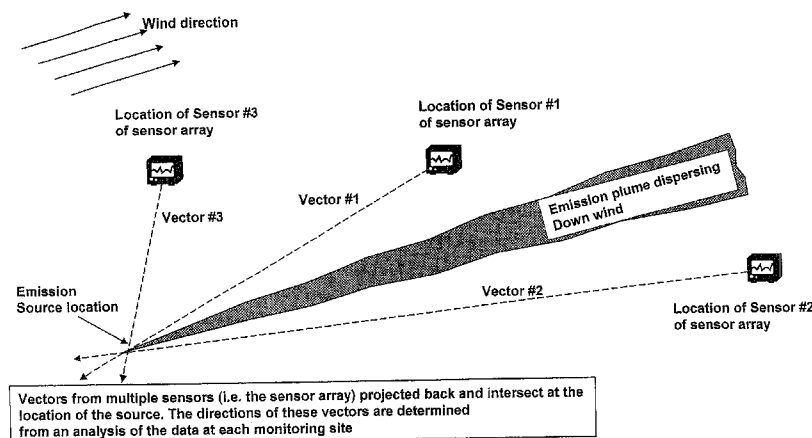 Wind direction
Location of Sensor #3
of sensor array
Location of Sensor #1
of sensor array
Vector #3
Vector #1
Emission plume dispersing
Down wind
Emission
Source location
Vector #2
Location of Sensor #2
of sensor array
Vectors from multiple sensors (i.e. the sensor array) projected back and intersect at the
location of the source. The directions of these vectors are determined
from an analysis of the data at each monitoring site